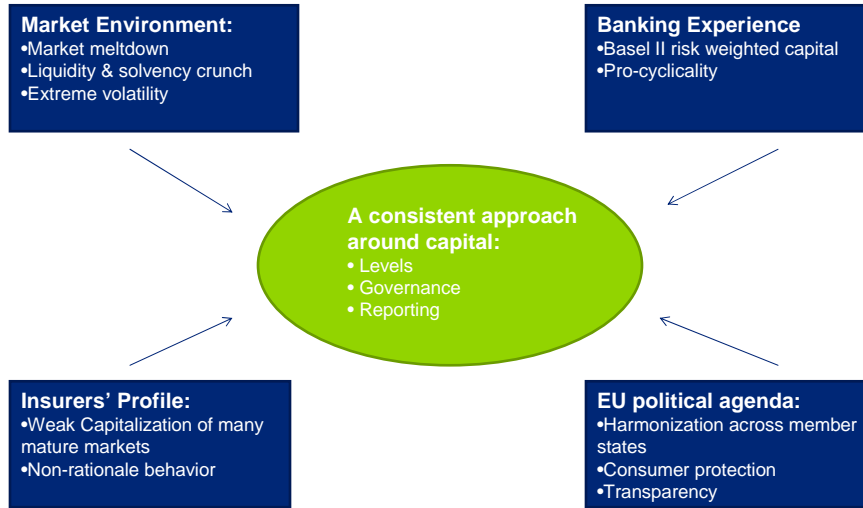 Market Environment:
•Market meltdown
•Liquidity & solvency crunch
•Extreme volatility
Banking Experience
•Basel II risk weighted capital
•Pro-cyclicality
A consistent approach
around capital:
• Levels
• Governance
• Reporting
Insurers’ Profile:
•Weak Capitalization of many
mature markets
•Non-rationale behavior
EU political agenda:
•Harmonization across member
states
•Consumer protection
•Transparency